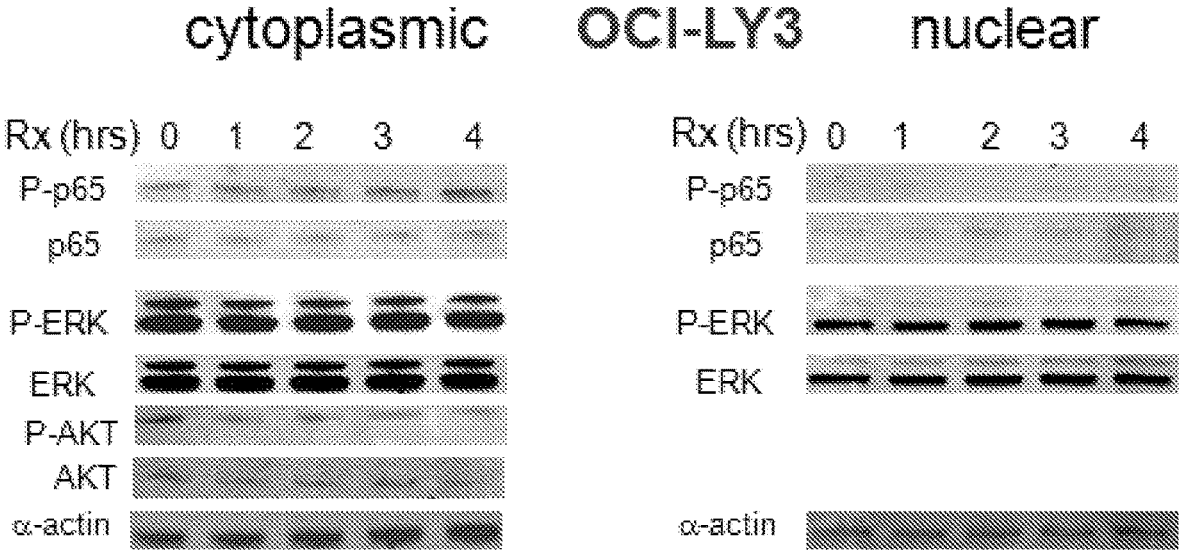 cytoplasmic OCI-LY3 nuclear
Rx (hrs) 0 1 2 3 4
P-p65
p65
P-ERK
ERK
P-AKT
AKT
α-actin
Rx (hrs) 0 1 2 3 4
P-p65
p65
P-ERK
ERK
α-actin